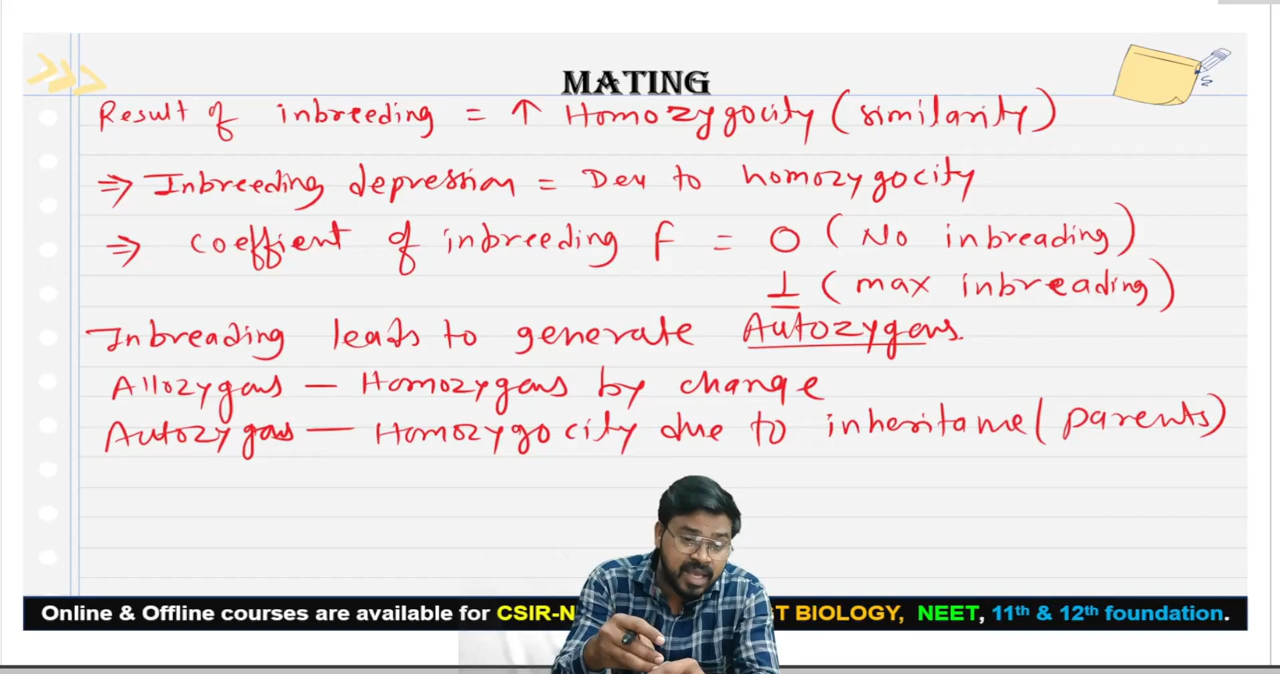 MATING
Result of inbreeding = ↑ Homozygocity (similarity)
⇒ Inbreeding depression = Deu to homozygocity
⇒ coeffient of inbreeding F = 0 (No inbreading)
1 (max inbreading)
Inbreading leads to generate Autozygous.
Allozygous — Homozygous by change
Autozygous — Homozygocity due to inheritance (parents)
Online & Offline courses are available for CSIR-N T BIOLOGY, NEET, 11th & 12th foundation.